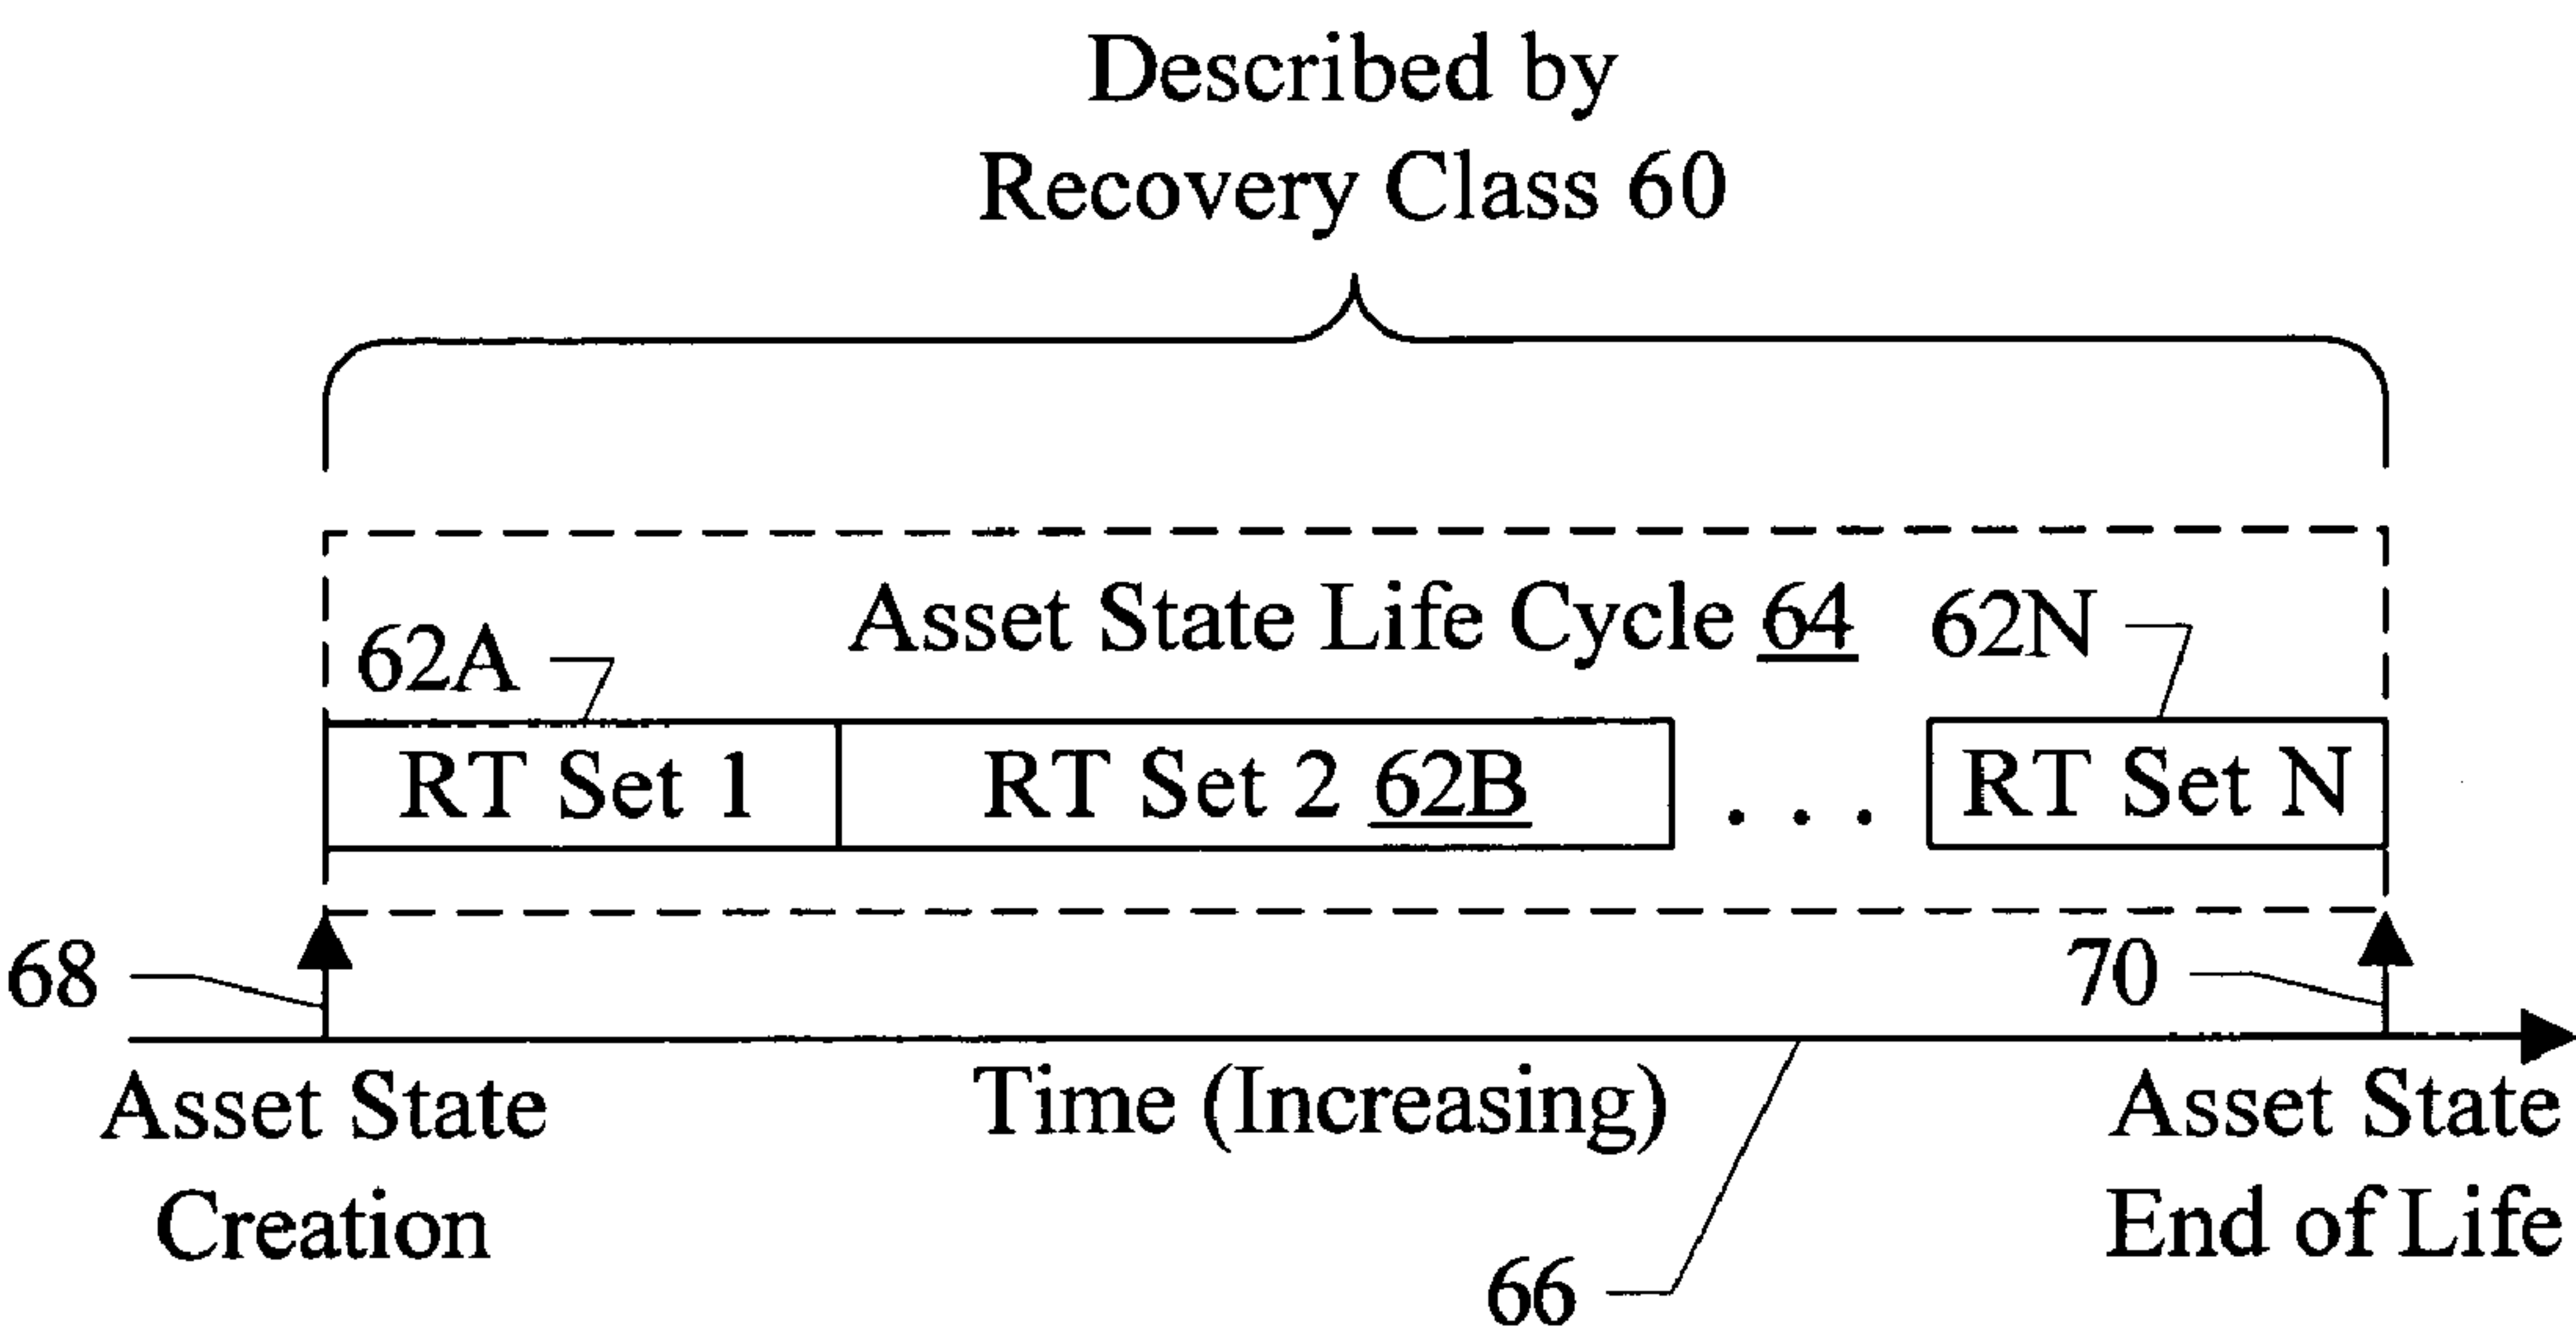 Described by
Recovery Class 60
Asset State Life Cycle 64
62A
62N
RT Set 1
RT Set 2 62B
. . .
RT Set N
68
70
Asset State
Creation
Time (Increasing)
Asset State
End of Life
66